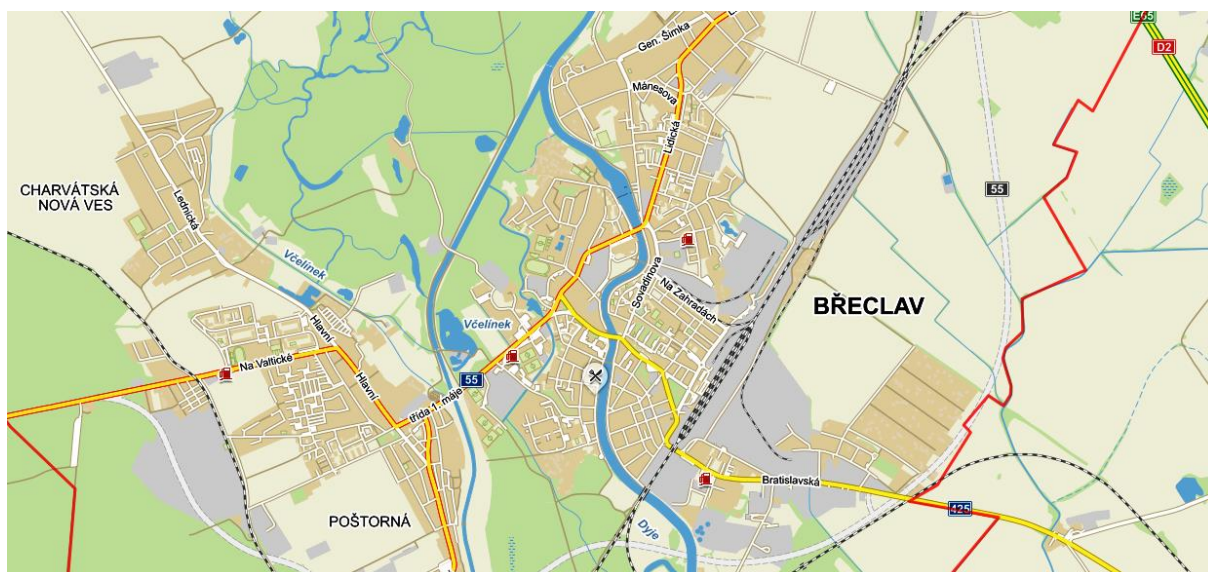 E65
Gen. Šimka
D2
Mánesova
Lidická
CHARVÁTSKÁ
NOVÁ VES
Lednická
55
Včelínek
Sovadinova
Na Zahradách
BŘECLAV
Hlavní
Včelínek
Na Valtické
Hlavní
55
třída 1. máje
Bratislavská
425
POŠTORNÁ
Dyje